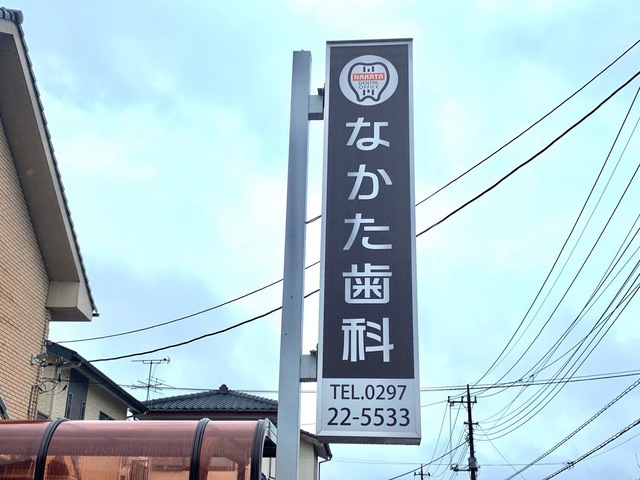 NAKATA
DENTAL
OFFICE
なかた歯科
TEL.0297
22-5533